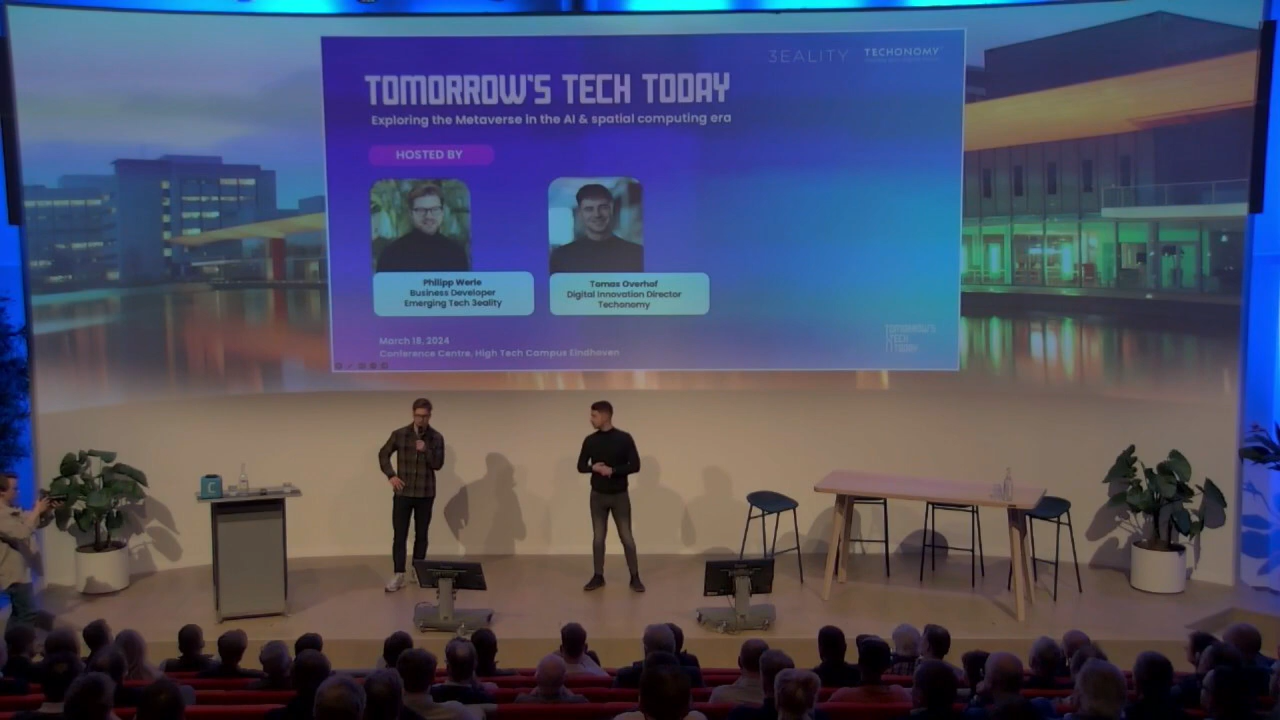 3EALITY TECHONOMY
TOMORROW'S TECH TODAY
Exploring the Metaverse in the AI & spatial computing era
HOSTED BY
Philipp Werle
Business Developer
Emerging Tech 3eality
Tomas Overhof
Digital Innovation Director
Techonomy
March 18, 2024
Conference Centre, High Tech Campus Eindhoven
TOMORROW'S
TECH
TODAY